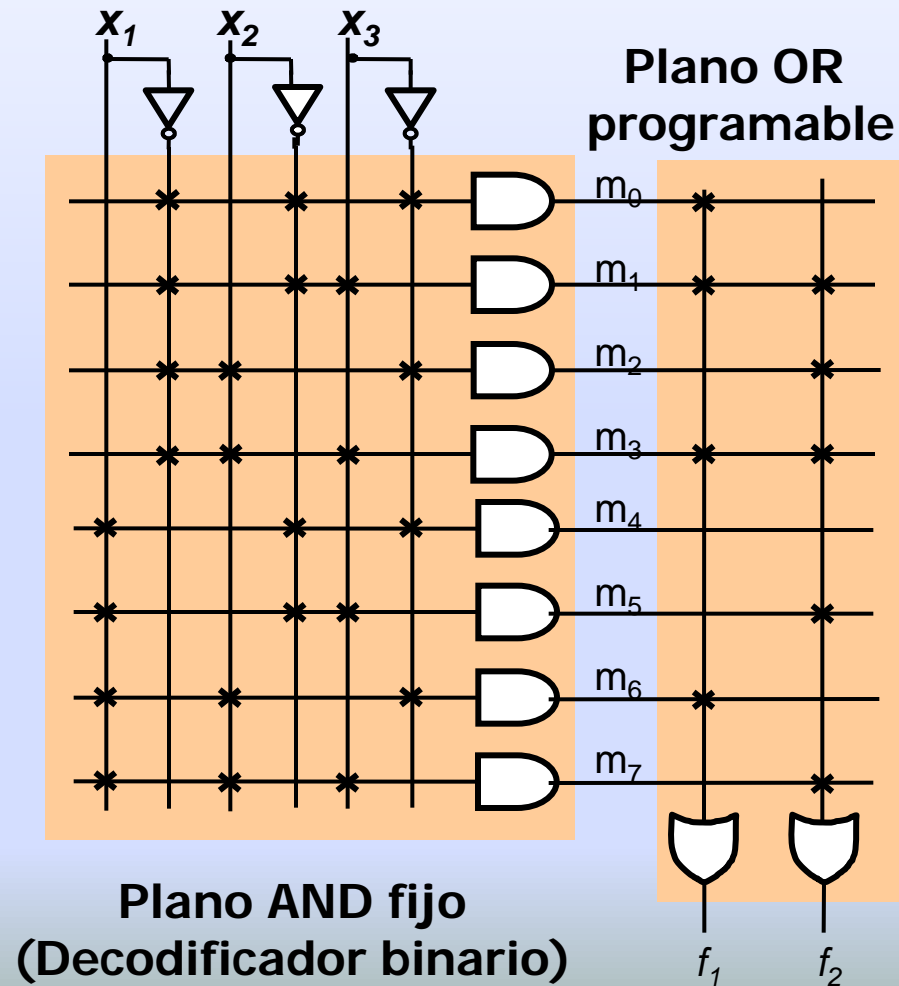 x₁ x₂ x₃
Plano OR
programable
m₀
m₁
m₂
m₃
m₄
m₅
m₆
m₇
Plano AND fijo
(Decodificador binario)
f₁ f₂